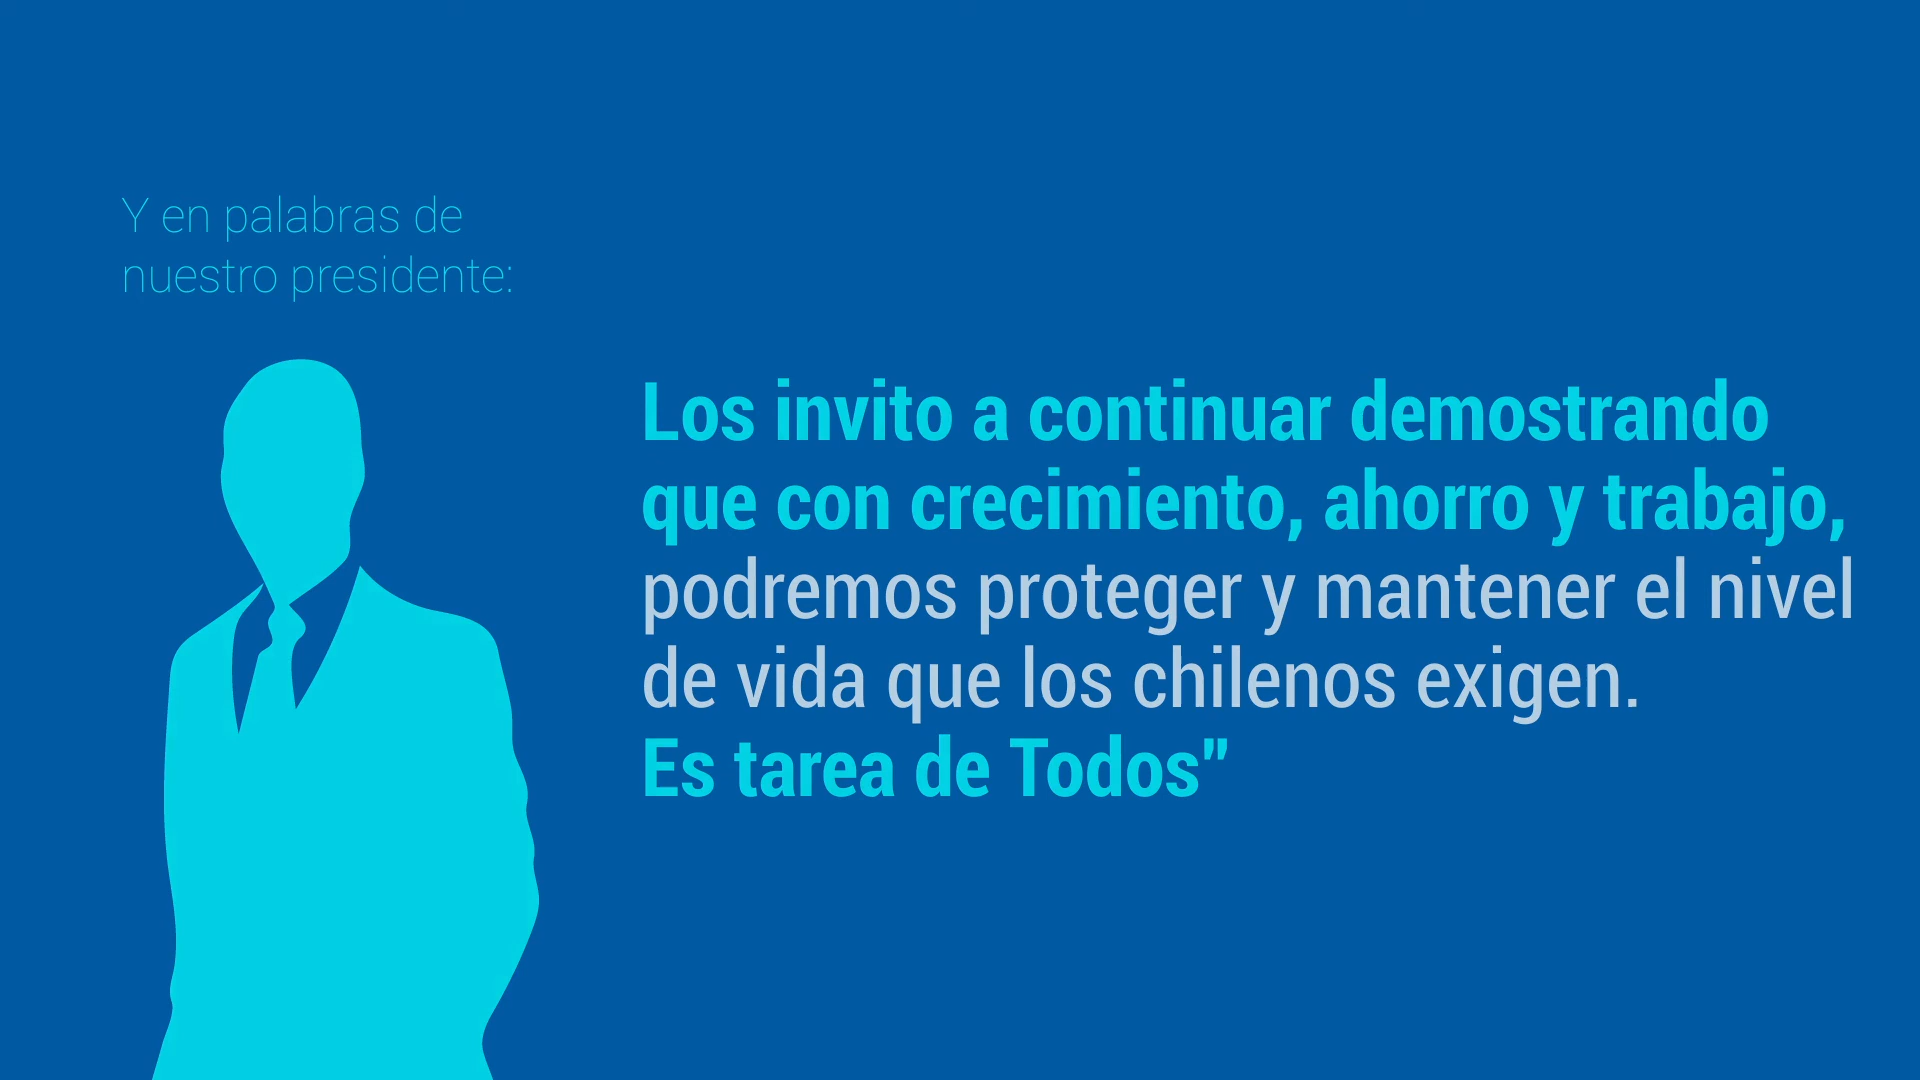 Y en palabras de
nuestro presidente:
Los invito a continuar demostrando
que con crecimiento, ahorro y trabajo,
podremos proteger y mantener el nivel
de vida que los chilenos exigen.
Es tarea de Todos"